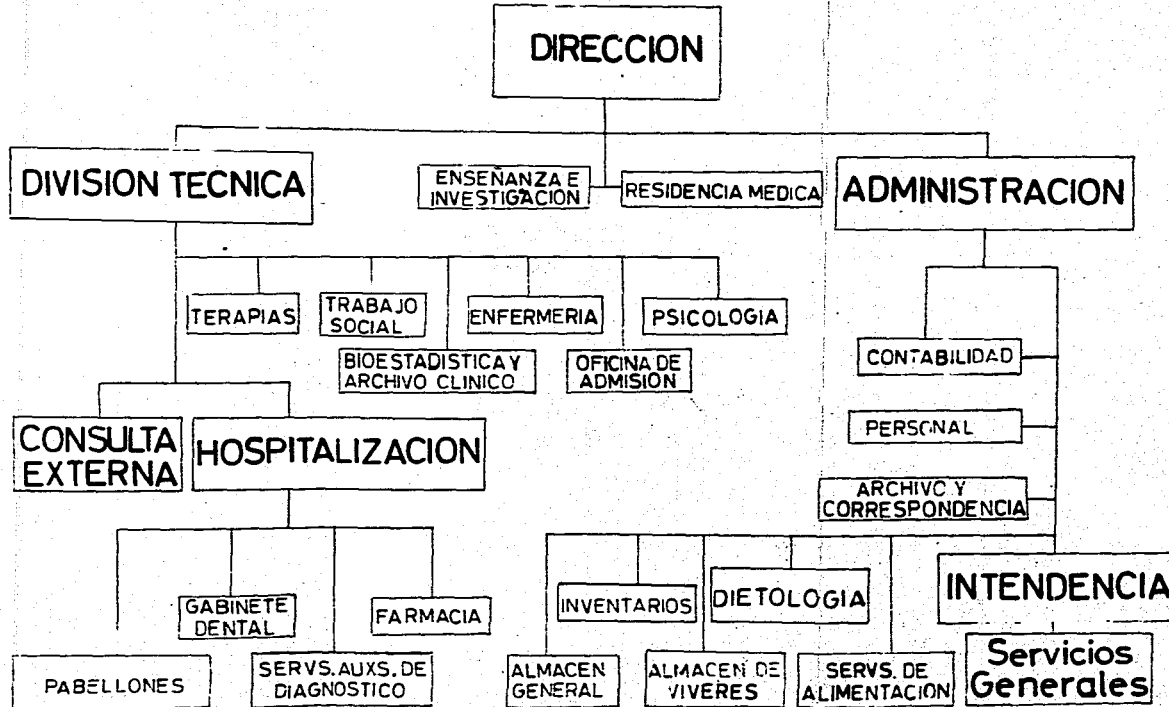 DIRECCION
DIVISION TECNICA
ENSEÑANZA E
INVESTIGACION
RESIDENCIA MEDICA
ADMINISTRACION
TERAPIAS
TRABAJO
SOCIAL
ENFERMERIA
PSICOLOGIA
BIOESTADISTICA Y
ARCHIVO CLINICO
OFICINA DE
ADMISION
CONTABILIDAD
CONSULTA
EXTERNA
HOSPITALIZACION
PERSONAL
ARCHIVO Y
CORRESPONDENCIA
GABINETE
DENTAL
FARMACIA
INVENTARIOS
DIETOLOGIA
INTENDENCIA
PABELLONES
SERVS. AUXS. DE
DIAGNOSTICO
ALMACEN
GENERAL
ALMACEN DE
VIVERES
SERVS. DE
ALIMENTACION
Servicios
Generales